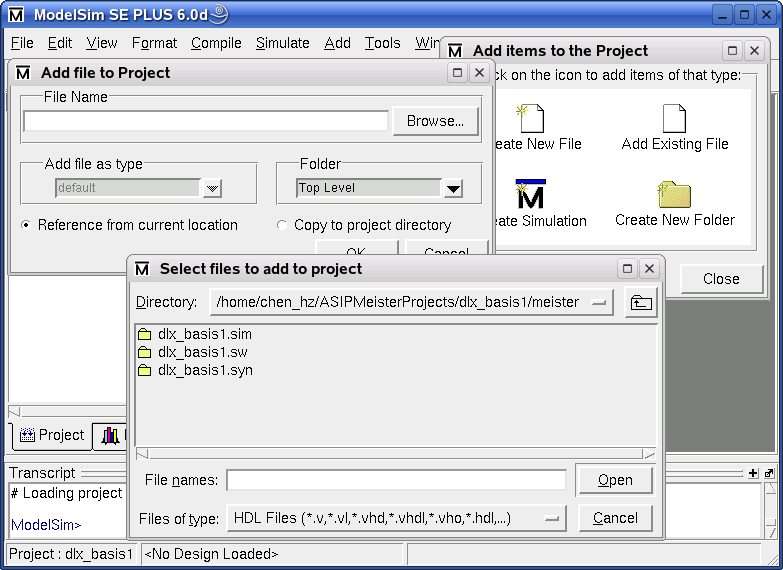 ModelSim SE PLUS 6.0d
File Edit View Format Compile Simulate Add Tools
Add items to the Project
on the icon to add items of that type:
New File
Add Existing File
Simulation
Create New Folder
Close
Add file to Project
File Name
Browse...
Add file as type
default
Folder
Top Level
Reference from current location
Copy to project directory
OK
Cancel
Select files to add to project
Directory: /home/chen_hz/ASIPMeisterProjects/dlx_basis1/meister
dlx_basis1.sim
dlx_basis1.sw
dlx_basis1.syn
File names:
Open
Files of type: HDL Files (*.v,*.vl,*.vhd,*.vhdl,*.vho,*.hdl,...)
Cancel
Project
Transcript
# Loading project
ModelSim>
Project : dlx_basis1 <No Design Loaded>